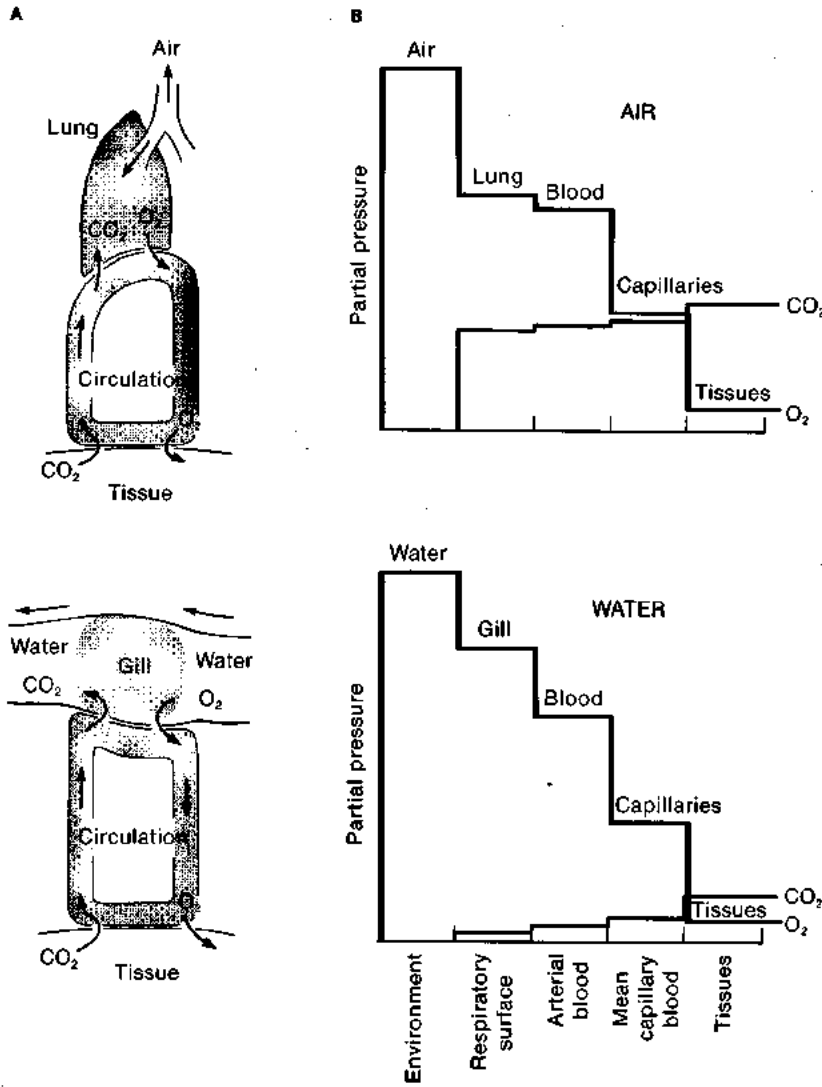 A
Air
Lung
CO₂
O₂
Circulation
CO₂
Tissue
Water
Gill
Water
CO₂
O₂
Circulation
O
CO₂
Tissue
B
Air
AIR
Lung
Blood
Capillaries
CO₂
Tissues
O₂
Partial pressure
Water
WATER
Gill
Blood
Capillaries
CO₂
Tissues
O₂
Partial pressure
Environment
Respiratory
surface
Arterial
blood
Mean
capillary
blood
Tissues